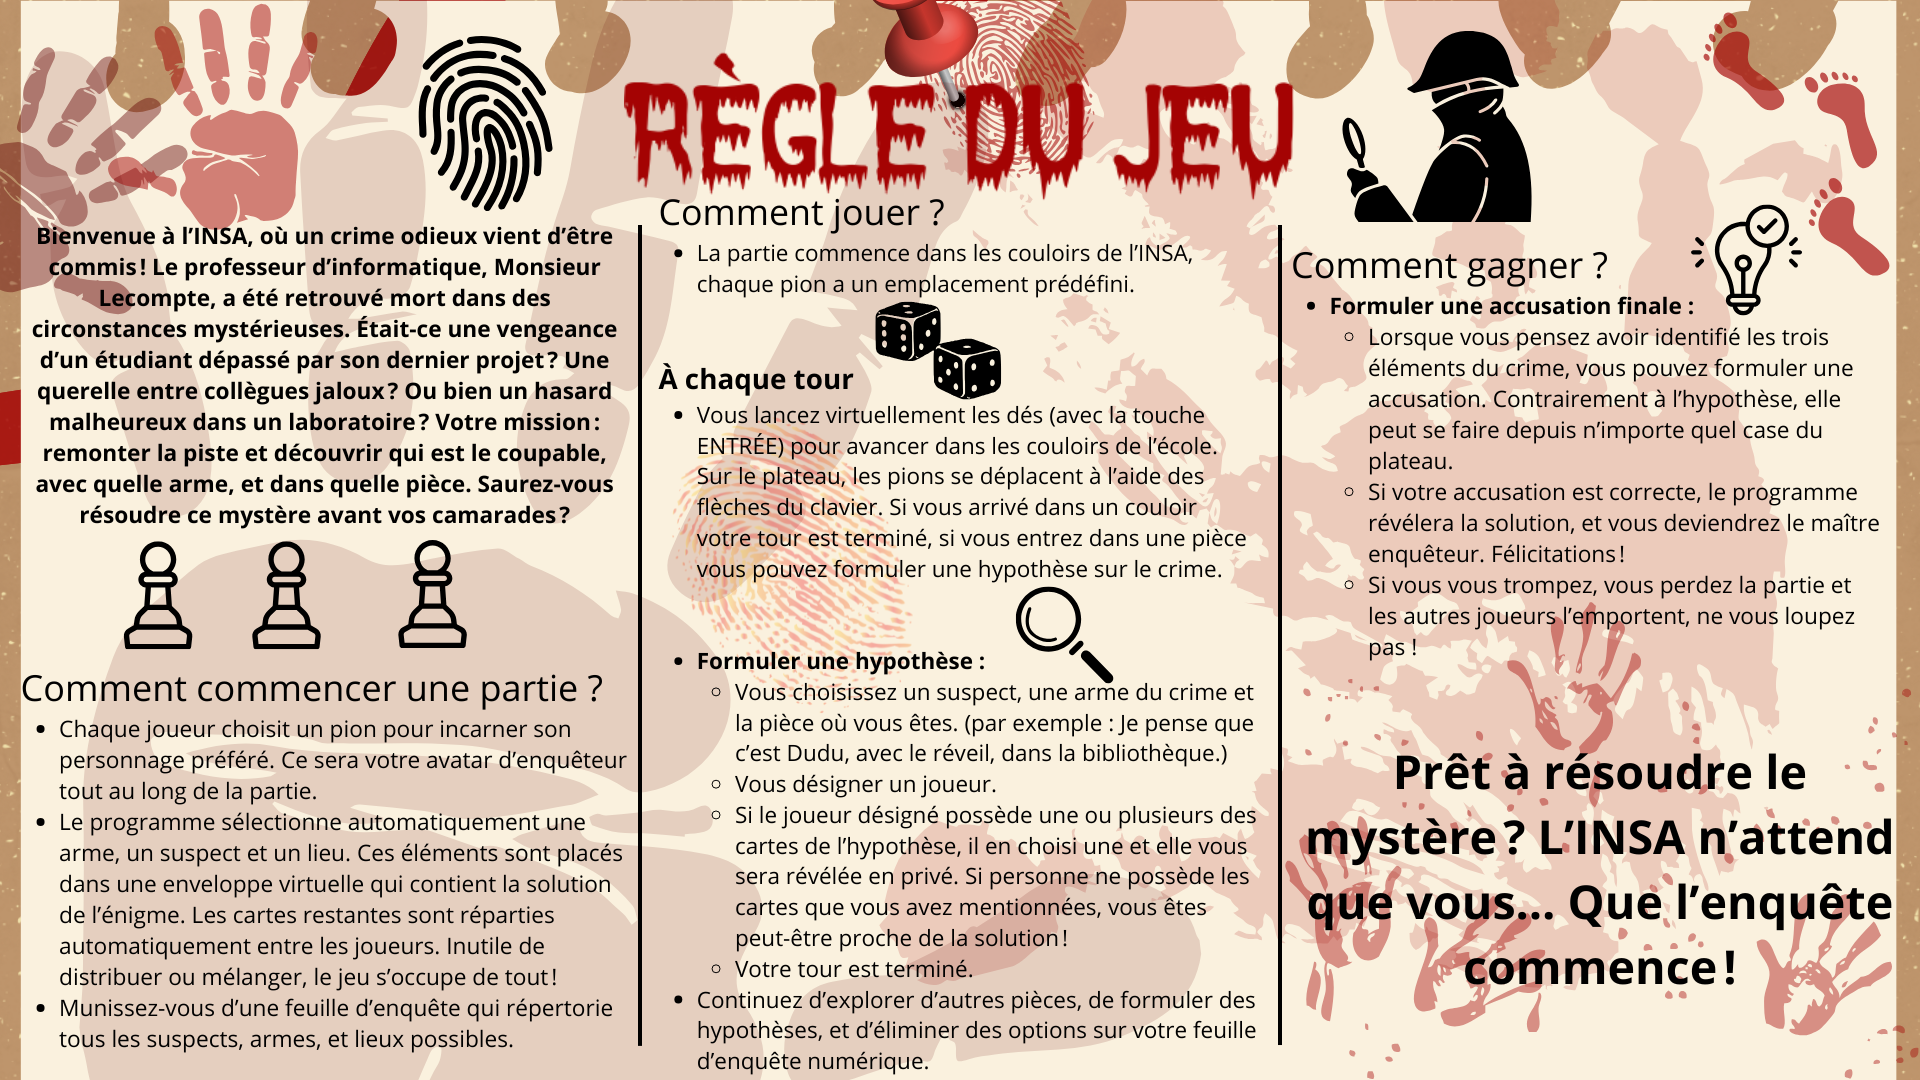 RÈGLE DU JEU
Bienvenue à l’INSA, où un crime odieux vient d’être
commis ! Le professeur d’informatique, Monsieur
Lecompte, a été retrouvé mort dans des
circonstances mystérieuses. Était-ce une vengeance
d’un étudiant dépassé par son dernier projet ? Une
querelle entre collègues jaloux ? Ou bien un hasard
malheureux dans un laboratoire ? Votre mission :
remonter la piste et découvrir qui est le coupable,
avec quelle arme, et dans quelle pièce. Saurez-vous
résoudre ce mystère avant vos camarades ?
Comment commencer une partie ?
• Chaque joueur choisit un pion pour incarner son
personnage préféré. Ce sera votre avatar d’enquêteur
tout au long de la partie.
• Le programme sélectionne automatiquement une
arme, un suspect et un lieu. Ces éléments sont placés
dans une enveloppe virtuelle qui contient la solution
de l’énigme. Les cartes restantes sont réparties
automatiquement entre les joueurs. Inutile de
distribuer ou mélanger, le jeu s’occupe de tout !
• Munissez-vous d’une feuille d’enquête qui répertorie
tous les suspects, armes, et lieux possibles.
Comment jouer ?
• La partie commence dans les couloirs de l’INSA,
chaque pion a un emplacement prédéfini.
À chaque tour
• Vous lancez virtuellement les dés (avec la touche
ENTRÉE) pour avancer dans les couloirs de l’école.
Sur le plateau, les pions se déplacent à l’aide des
flèches du clavier. Si vous arrivé dans un couloir
votre tour est terminé, si vous entrez dans une pièce
vous pouvez formuler une hypothèse sur le crime.
• Formuler une hypothèse :
◦ Vous choisissez un suspect, une arme du crime et
la pièce où vous êtes. (par exemple : Je pense que
c’est Dudu, avec le réveil, dans la bibliothèque.)
◦ Vous désigner un joueur.
◦ Si le joueur désigné possède une ou plusieurs des
cartes de l’hypothèse, il en choisi une et elle vous
sera révélée en privé. Si personne ne possède les
cartes que vous avez mentionnées, vous êtes
peut-être proche de la solution !
◦ Votre tour est terminé.
• Continuez d’explorer d’autres pièces, de formuler des
hypothèses, et d’éliminer des options sur votre feuille
d’enquête numérique.
Comment gagner ?
• Formuler une accusation finale :
◦ Lorsque vous pensez avoir identifié les trois
éléments du crime, vous pouvez formuler une
accusation. Contrairement à l’hypothèse, elle
peut se faire depuis n’importe quel case du
plateau.
◦ Si votre accusation est correcte, le programme
révélera la solution, et vous deviendrez le maître
enquêteur. Félicitations !
◦ Si vous vous trompez, vous perdez la partie et
les autres joueurs l’emportent, ne vous loupez
pas !
Prêt à résoudre le
mystère ? L’INSA n’attend
que vous... Que l’enquête
commence !